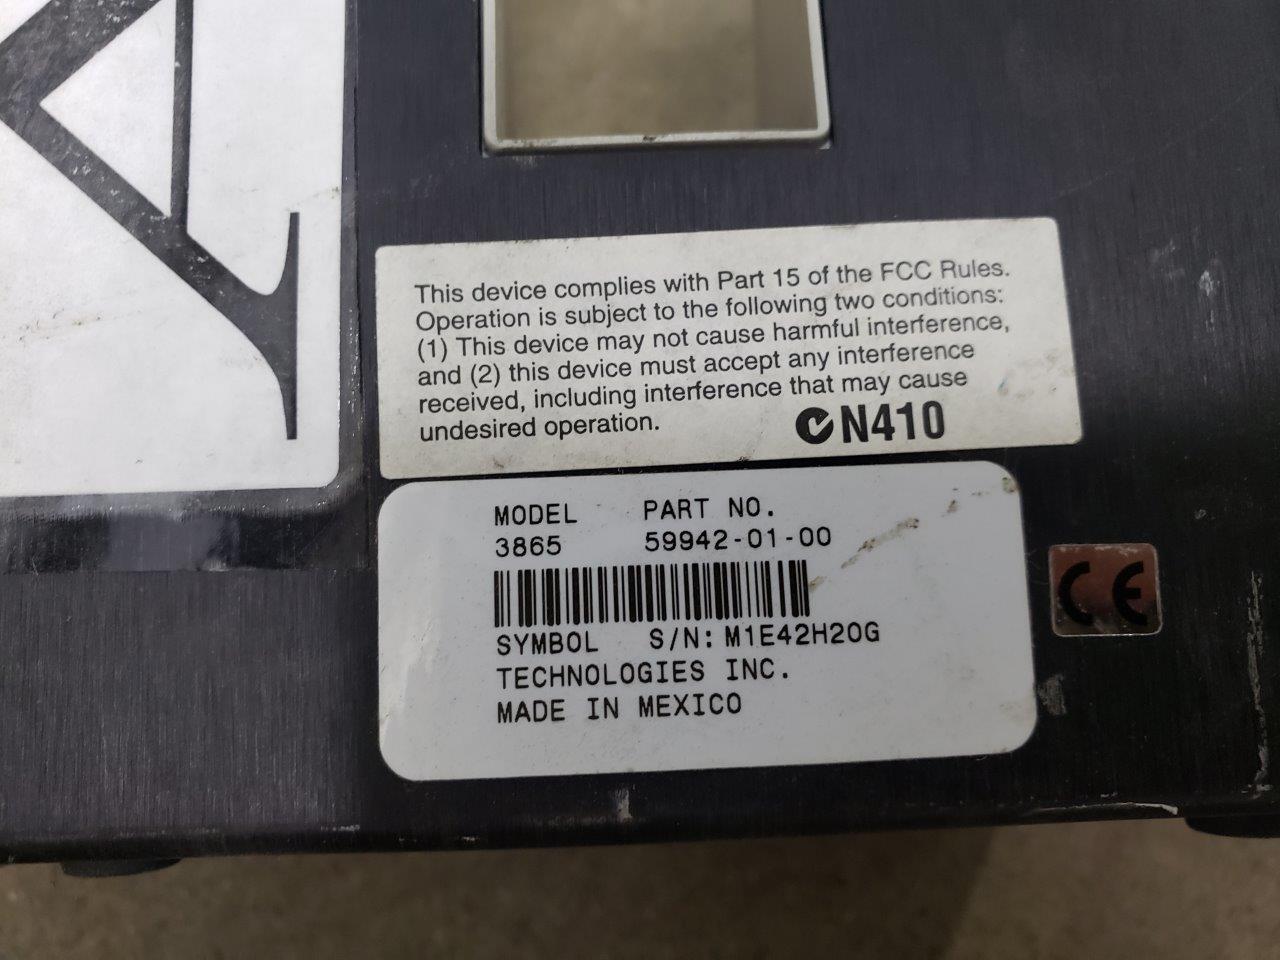 This device complies with Part 15 of the FCC Rules.
Operation is subject to the following two conditions:
(1) This device may not cause harmful interference,
and (2) this device must accept any interference
received, including interference that may cause
undesired operation.
N410
MODEL PART NO.
3865 59942-01-00
SYMBOL S/N: M1E42H20G
TECHNOLOGIES INC.
MADE IN MEXICO
CE